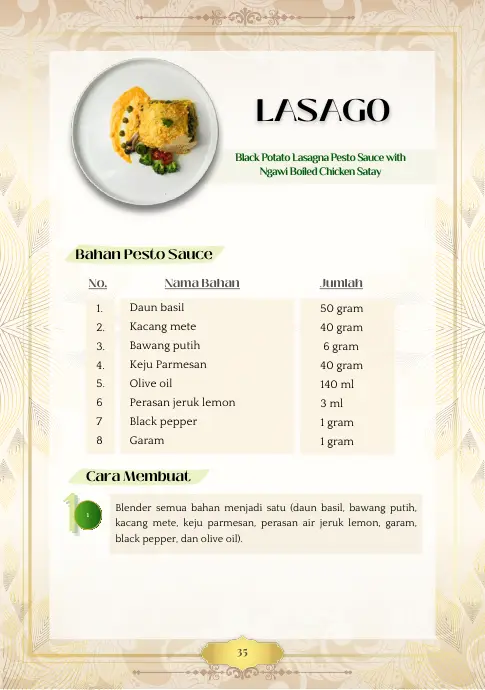 LASAGO
Black Potato Lasagna Pesto Sauce with
Ngawi Boiled Chicken Satay
Bahan Pesto Sauce
No. Nama Bahan Jumlah
1. Daun basil 50 gram
2. Kacang mete 40 gram
3. Bawang putih 6 gram
4. Keju Parmesan 40 gram
5. Olive oil 140 ml
6 Perasan jeruk lemon 3 ml
7 Black pepper 1 gram
8 Garam 1 gram
Cara Membuat
1
Blender semua bahan menjadi satu (daun basil, bawang putih,
kacang mete, keju parmesan, perasan air jeruk lemon, garam,
black pepper, dan olive oil).
35